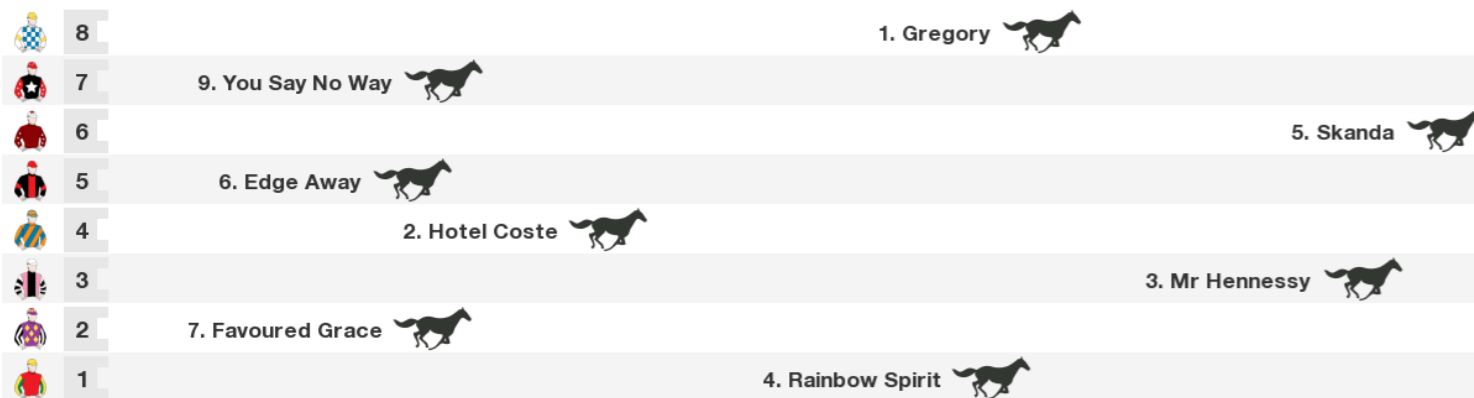 8 1. Gregory
7 9. You Say No Way
6 5. Skanda
5 6. Edge Away
4 2. Hotel Coste
3 3. Mr Hennessy
2 7. Favoured Grace
1 4. Rainbow Spirit